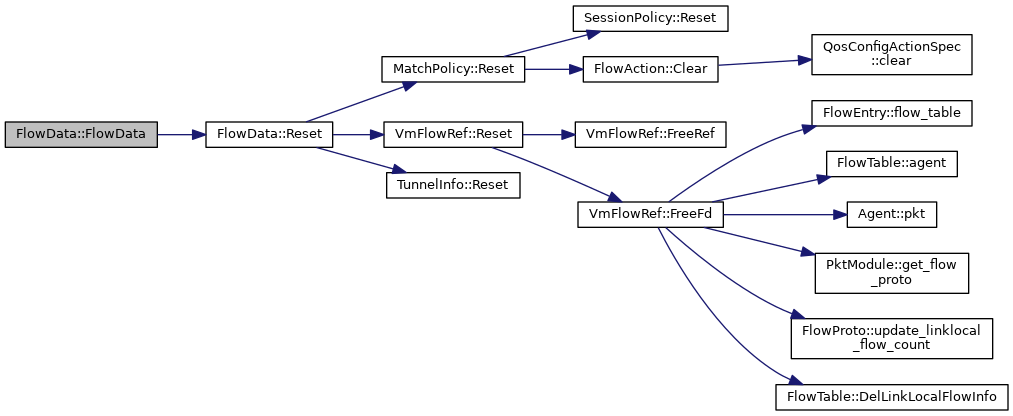 FlowData::FlowData
FlowData::Reset
MatchPolicy::Reset
SessionPolicy::Reset
FlowAction::Clear
QosConfigActionSpec
::clear
VmFlowRef::Reset
VmFlowRef::FreeRef
TunnelInfo::Reset
VmFlowRef::FreeFd
FlowEntry::flow_table
FlowTable::agent
Agent::pkt
PktModule::get_flow
_proto
FlowProto::update_linklocal
_flow_count
FlowTable::DelLinkLocalFlowInfo